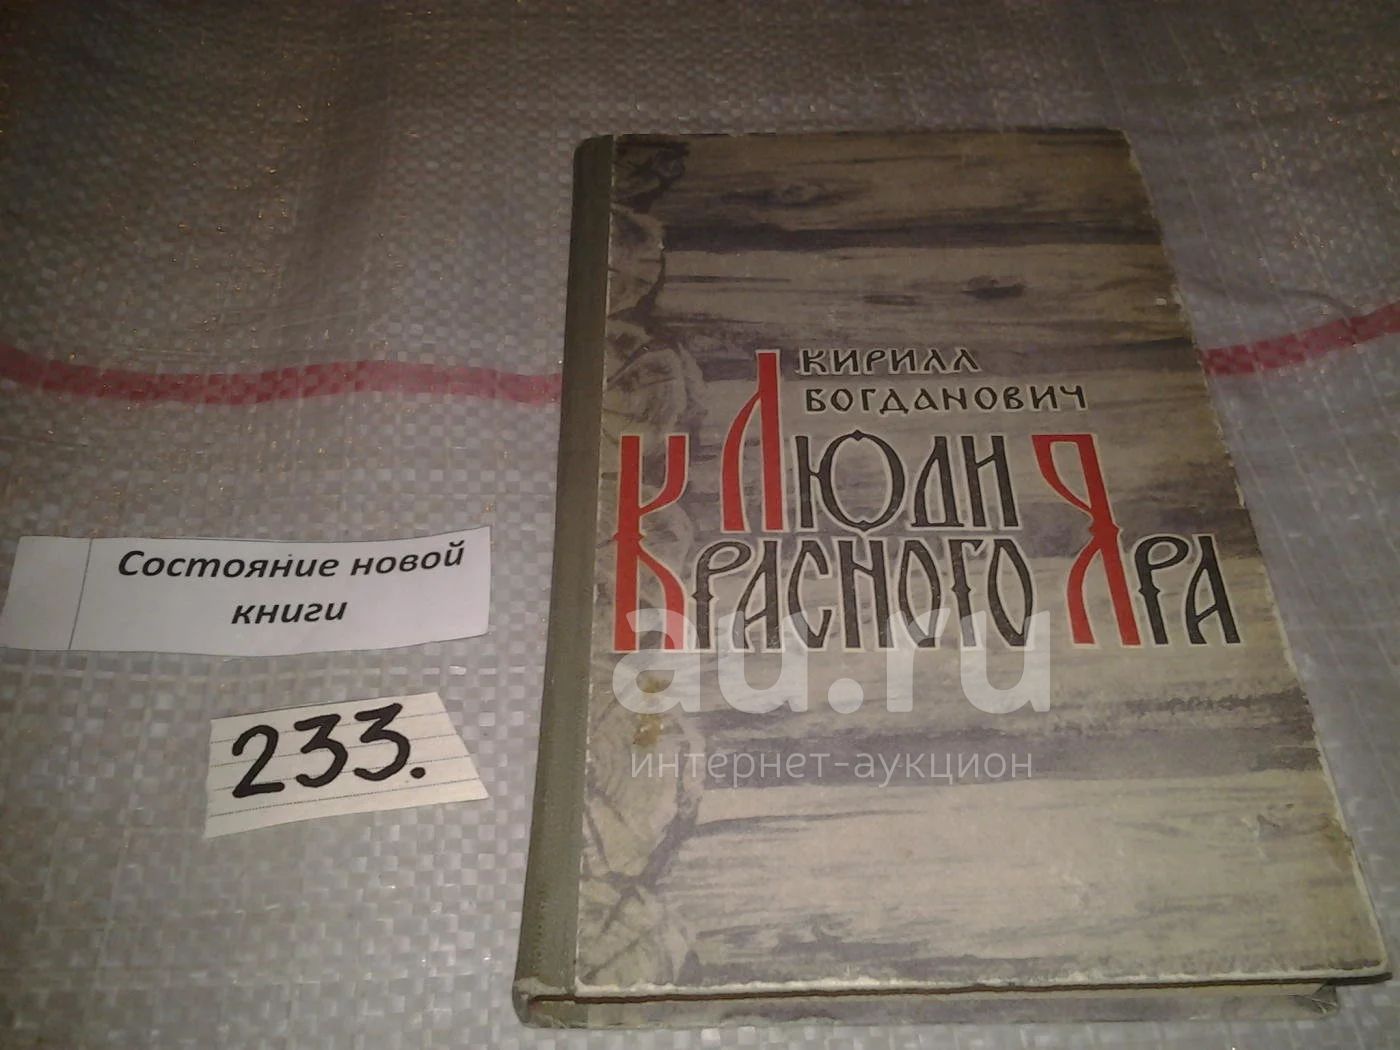 Кирилл
Богданович
Люди
Красного Яра
Состояние новой
книги
233.
au.ru
интернет-аукцион